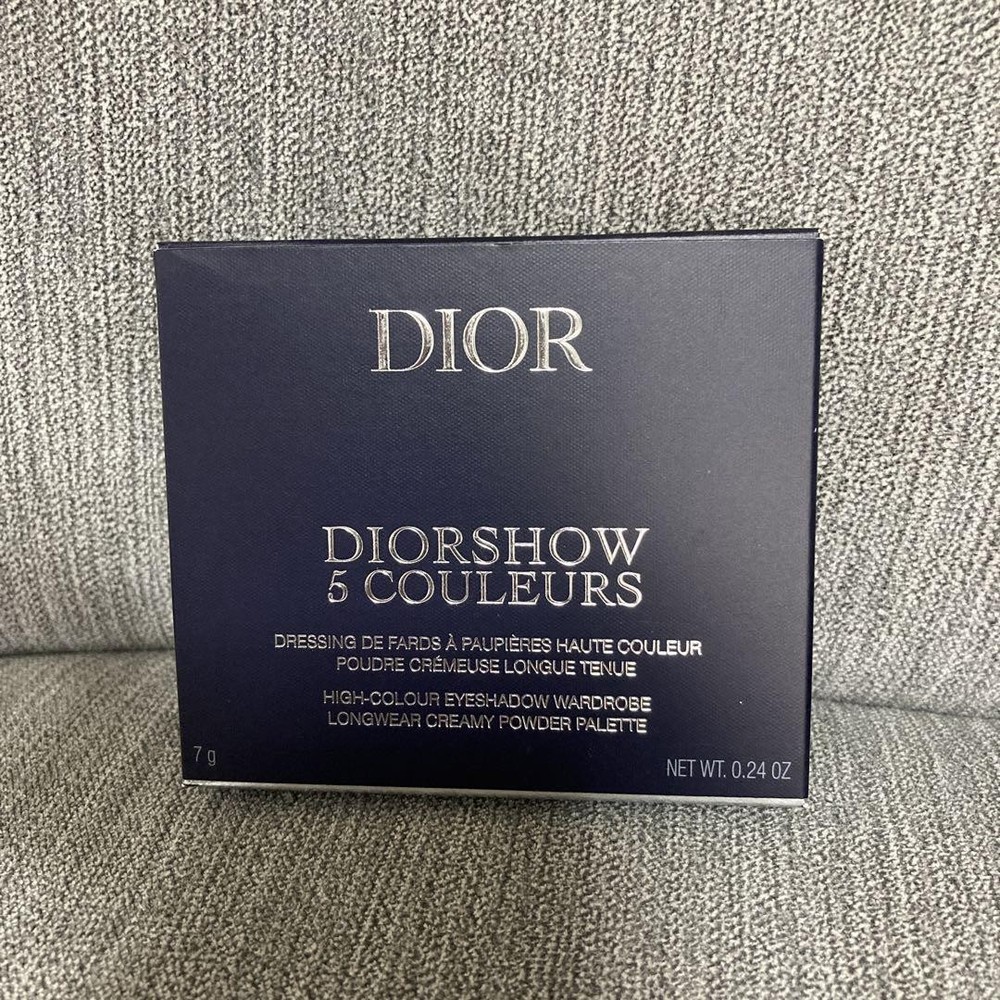 DIOR
DIORSHOW
5 COULEURS
DRESSING DE FARDS À PAUPIÈRES HAUTE COULEUR
POUDRE CRÉMEUSE LONGUE TENUE
HIGH-COLOUR EYESHADOW WARDROBE
LONGWEAR CREAMY POWDER PALETTE
7 g
NET WT. 0.24 OZ